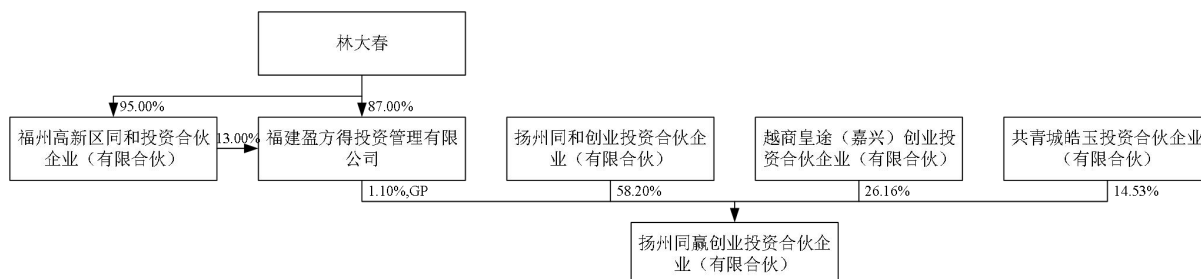 林大春
95.00%
87.00%
福州高新区同和投资合伙
企业（有限合伙）
13.00%
福建盈方得投资管理有限
公司
扬州同和创业投资合伙企
业（有限合伙）
越商皇途（嘉兴）创业投
资合伙企业（有限合伙）
共青城皓玉投资合伙企业
（有限合伙）
1.10%,GP
58.20%
26.16%
14.53%
扬州同赢创业投资合伙企
业（有限合伙）